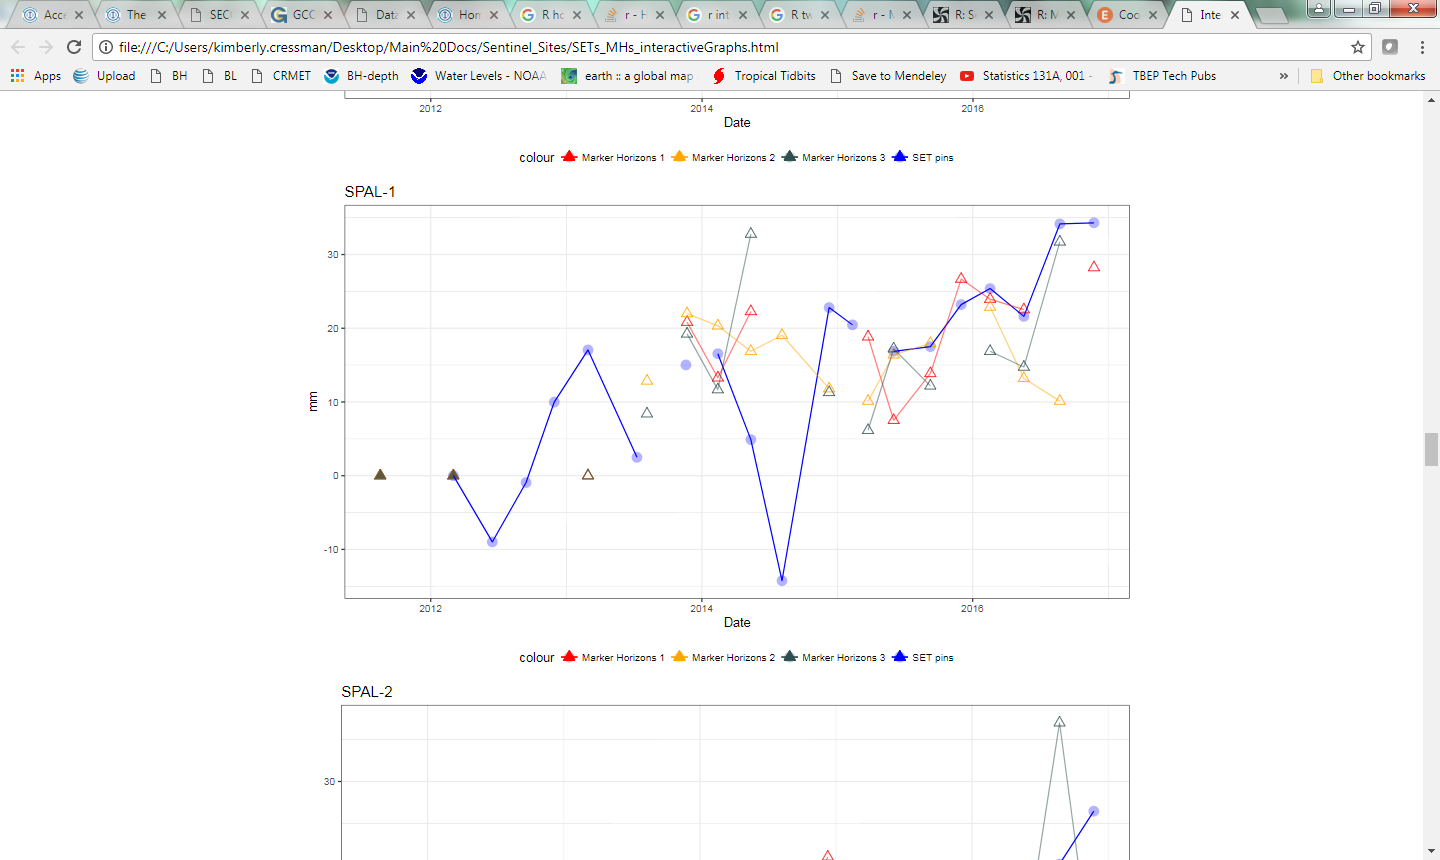 Acce
The
SEC
GCC
Data
Hon
R ho
r - H
r int
R tw
r - M
R: S
R: M
Coo
Inte
file:///C:/Users/kimberly.cressman/Desktop/Main%20Docs/Sentinel_Sites/SETs_MHs_interactiveGraphs.html
Apps Upload BH BL CRMET BH-depth Water Levels - NOAA earth :: a global map Tropical Tidbits Save to Mendeley Statistics 131A, 001 - TBEP Tech Pubs » Other bookmarks
2012 2014 2016
Date
colour Marker Horizons 1 Marker Horizons 2 Marker Horizons 3 SET pins
SPAL-1
30
20
10
0
-10
mm
2012 2014 2016
Date
colour Marker Horizons 1 Marker Horizons 2 Marker Horizons 3 SET pins
SPAL-2
30